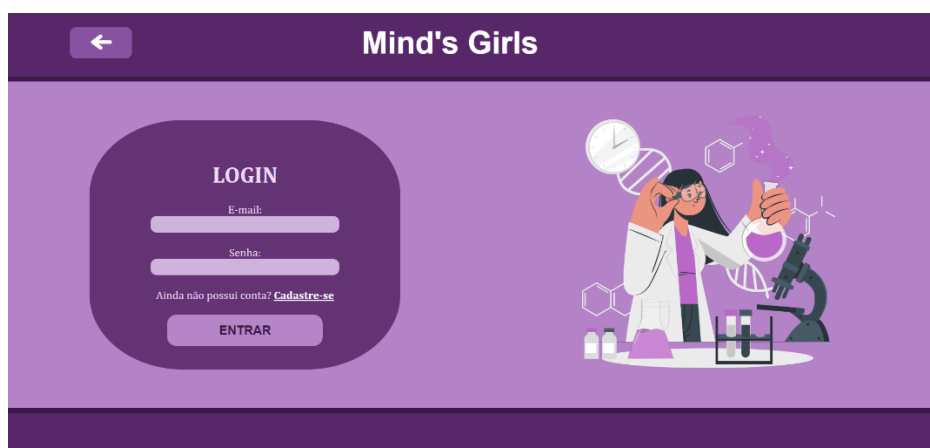 Mind's Girls
LOGIN
E-mail:
Senha:
Ainda não possui conta? Cadastre-se
ENTRAR